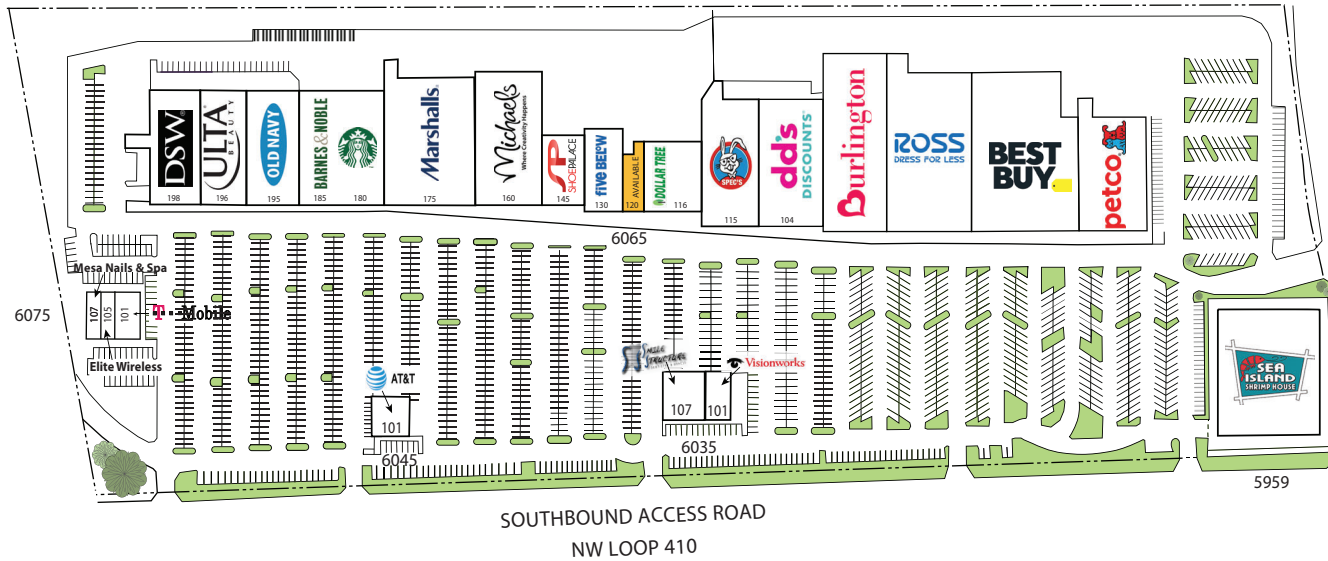 DSW
198
ULTA
BEAUTY
196
OLD NAVY
195
BARNES & NOBLE
185
180
Marshalls
175
Michaels
Where Creativity Happens
160
SP
SHOE PALACE
145
five BELOW
130
AVAILABLE
120
DOLLAR TREE
116
SPEC'S
115
dd's
DISCOUNTS
104
Burlington
ROSS
DRESS FOR LESS
BEST
BUY
petco
6065
Mesa Nails & Spa
107
105
101
T Mobile
Elite Wireless
6075
AT&T
101
6045
SMILE
STRUCTURE
107
Visionworks
101
6035
SEA
ISLAND
SHRIMP HOUSE
5959
SOUTHBOUND ACCESS ROAD
NW LOOP 410